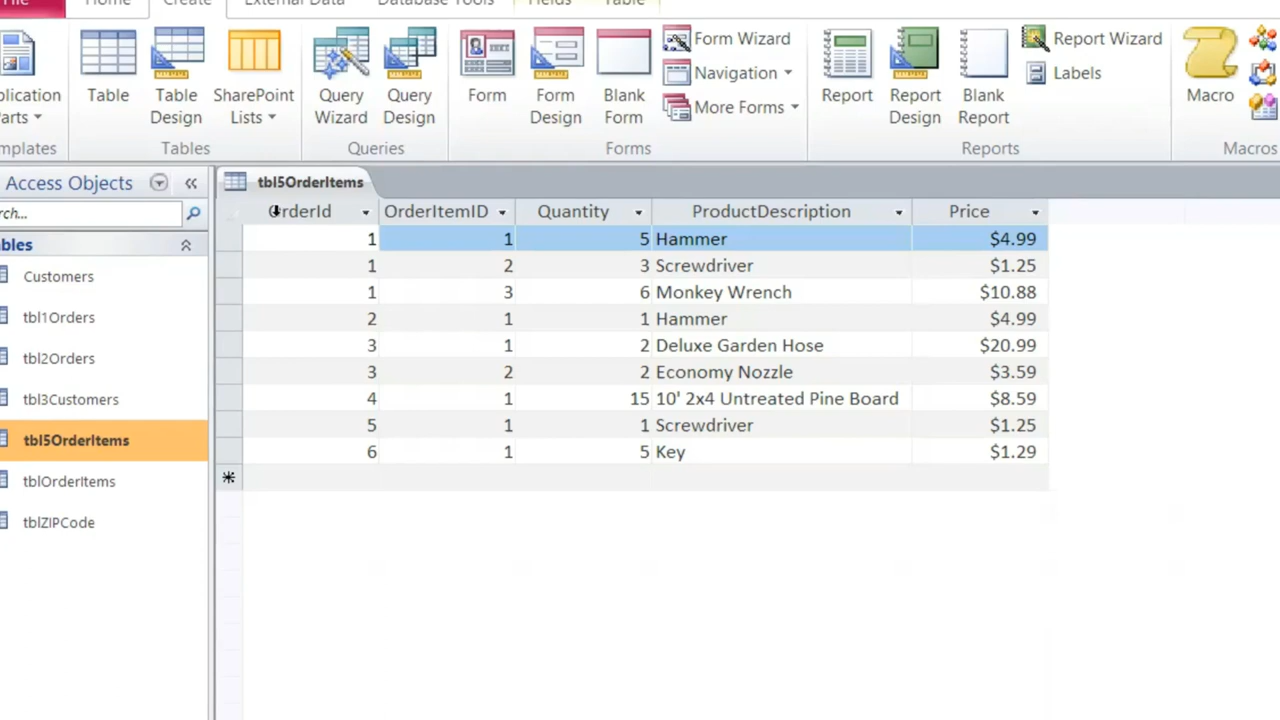 File Home Create External Data Database Tools Fields Table
Form Wizard Report Wizard
Navigation Labels
Table Table Design SharePoint Lists Query Wizard Query Design Form Form Design Blank Form More Forms Report Report Design Blank Report Macro
Tables Queries Forms Reports Macros
Access Objects
tbl5OrderItems
OrderId OrderItemID Quantity ProductDescription Price
1 1 5 Hammer $4.99
1 2 3 Screwdriver $1.25
1 3 6 Monkey Wrench $10.88
2 1 1 Hammer $4.99
3 1 2 Deluxe Garden Hose $20.99
3 2 2 Economy Nozzle $3.59
4 1 15 10' 2x4 Untreated Pine Board $8.59
5 1 1 Screwdriver $1.25
6 1 5 Key $1.29
rch...
bles
Customers
tbl1Orders
tbl2Orders
tbl3Customers
tbl5OrderItems
tblOrderItems
tblZIPCode